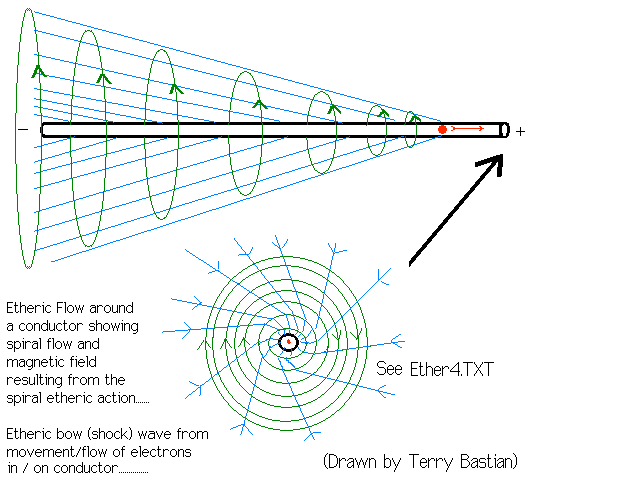 −
+
Etheric Flow around
a conductor showing
spiral flow and
magnetic field
resulting from the
spiral etheric action......
See Ether4.TXT
Etheric bow (shock) wave from
movement/flow of electrons
in / on conductor..............
(Drawn by Terry Bastian)